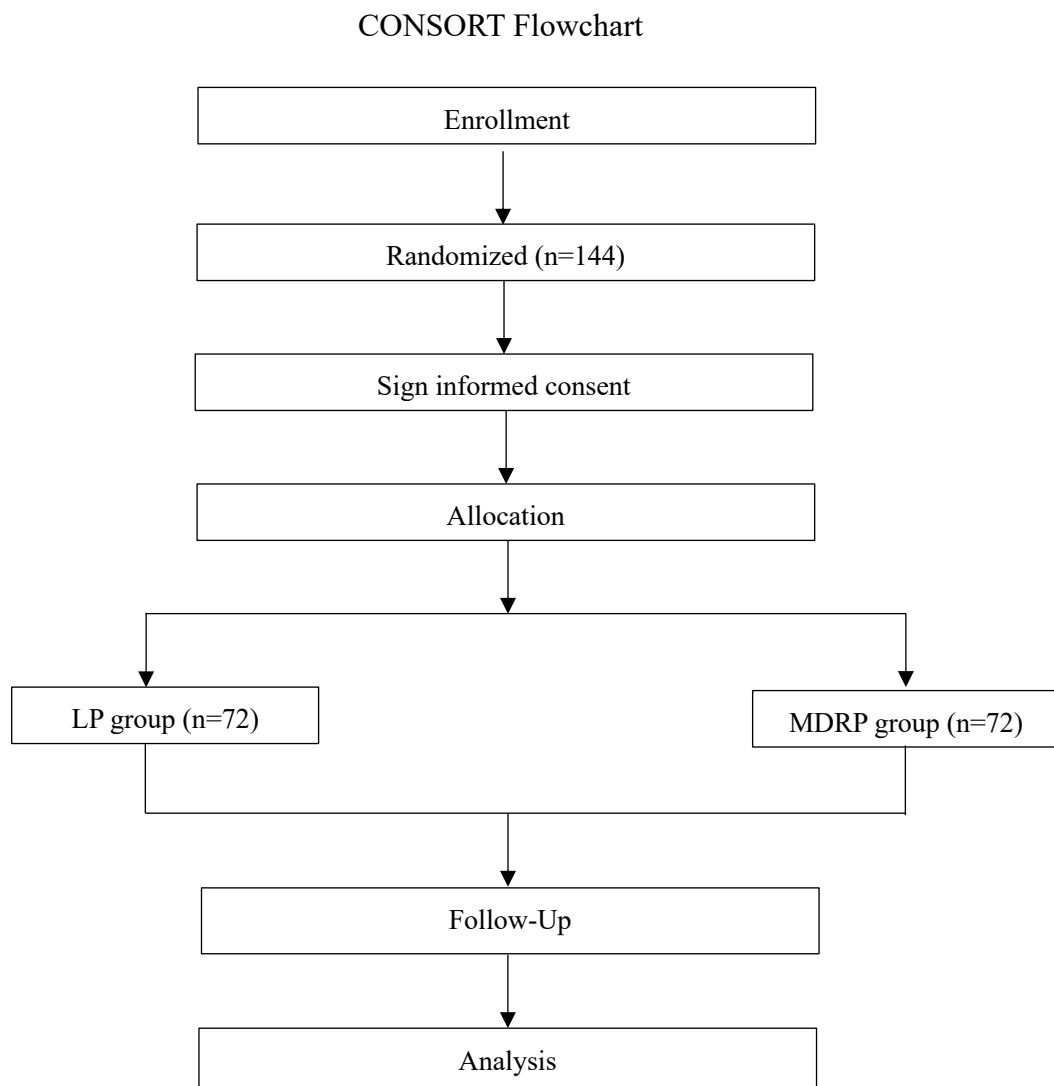 CONSORT Flowchart
Enrollment
Randomized (n=144)
Sign informed consent
Allocation
LP group (n=72)
MDRP group (n=72)
Follow-Up
Analysis